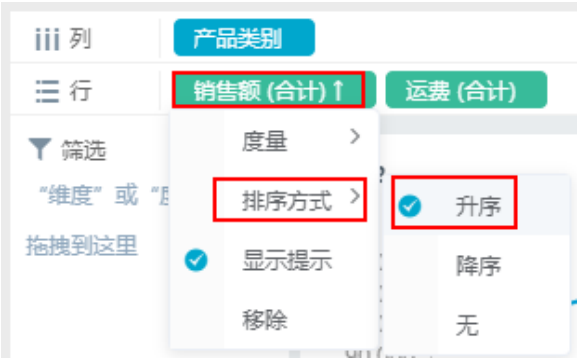 列 产品类别
行 销售额 (合计)↑ 运费 (合计)
筛选
度量
“维度”或“
排序方式
升序
拖拽到这里
显示提示
降序
移除
无